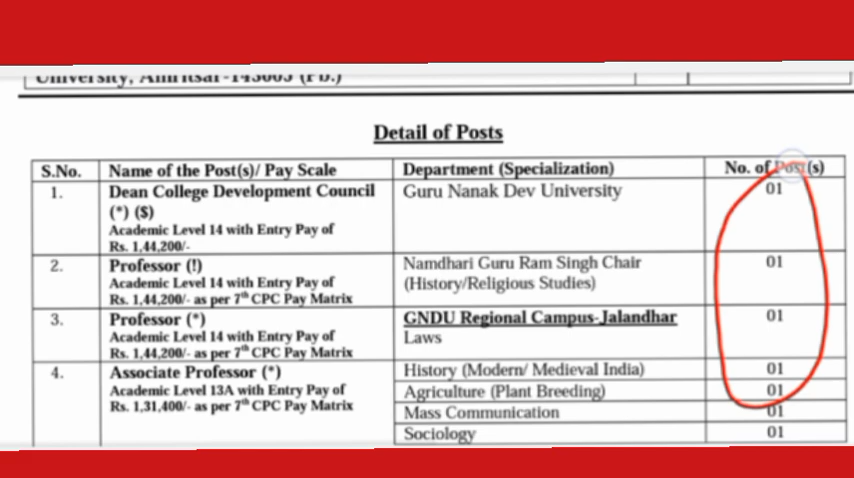 University, Amritsar-143005 (Pb.)
Detail of Posts
S.No. Name of the Post(s)/ Pay Scale Department (Specialization) No. of Post(s)
1. Dean College Development Council Guru Nanak Dev University 01
(*) ($)
Academic Level 14 with Entry Pay of
Rs. 1,44,200/-
2. Professor (!) Namdhari Guru Ram Singh Chair 01
Academic Level 14 with Entry Pay of (History/Religious Studies)
Rs. 1,44,200/- as per 7th CPC Pay Matrix
3. Professor (*) GNDU Regional Campus-Jalandhar 01
Academic Level 14 with Entry Pay of Laws
Rs. 1,44,200/- as per 7th CPC Pay Matrix
4. Associate Professor (*) History (Modern/ Medieval India) 01
Academic Level 13A with Entry Pay of Agriculture (Plant Breeding) 01
Rs. 1,31,400/- as per 7th CPC Pay Matrix Mass Communication 01
Sociology 01